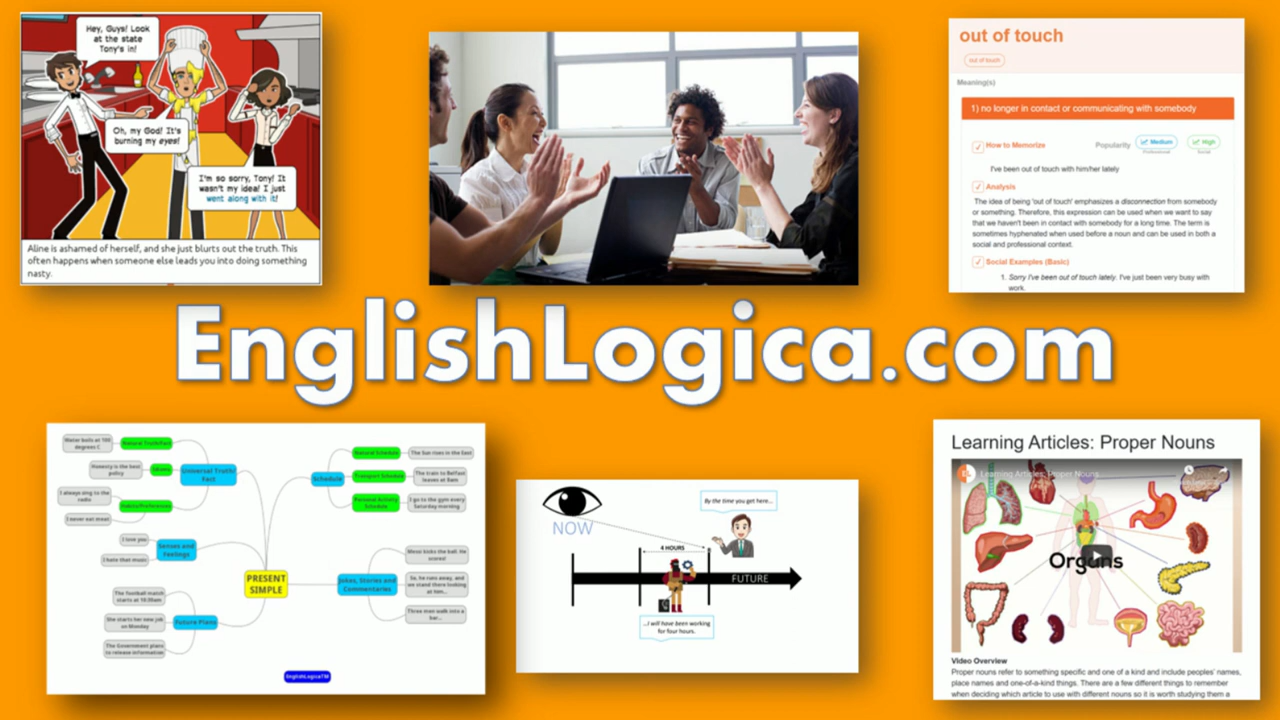 Hey, Guys! Look
at the state
Tony's in!
Oh, my God! It's
burning my eyes!
I'm so sorry, Tony! It
wasn't my idea! I just
went along with it!
Aline is ashamed of herself, and she just blurts out the truth. This
often happens when someone else leads you into doing something
nasty.
out of touch
out of touch
Meaning(s)
1) no longer in contact or communicating with somebody
How to Memorize
Popularity
Medium
High
Professional
Social
I've been out of touch with him/her lately
Analysis
The idea of being 'out of touch' emphasizes a disconnection from somebody
or something. Therefore, this expression can be used when we want to say
that we haven't been in contact with somebody for a long time. The term is
sometimes hyphenated when used before a noun and can be used in both a
social and professional context.
Social Examples (Basic)
1. Sorry I've been out of touch lately. I've just been very busy with
work.
EnglishLogica.com
Water boils at 100
degrees C
Natural Truth/Fact
Honesty is the best
policy
Idioms
Universal Truth/
Fact
I always sing to the
radio
Habits/Preferences
I never eat meat
I love you
I hate that music
Senses and
Feelings
The football match
starts at 10.00am
She starts her new job
on Monday
Future Plans
The Government plans
to release information
PRESENT
SIMPLE
Schedule
Natural Schedule
The Sun rises in the East
Transport Schedule
The train to Belfast
leaves at 8am
Personal Activity
Schedule
I go to the gym every
Saturday morning
Jokes, Stories and
Commentaries
Messi kicks the ball. He
scores!
So, he runs away, and
we stand there looking
at him...
Three men walk into a
bar...
EnglishLogicaTM
NOW
By the time you get here...
4 HOURS
FUTURE
...I will have been working
for four hours.
Learning Articles: Proper Nouns
Learning Articles: Proper Nouns
Organs
Video Overview
Proper nouns refer to something specific and one of a kind and include peoples' names,
place names and one-of-a-kind things. There are a few different things to remember
when deciding which article to use with different nouns so it is worth studying them a